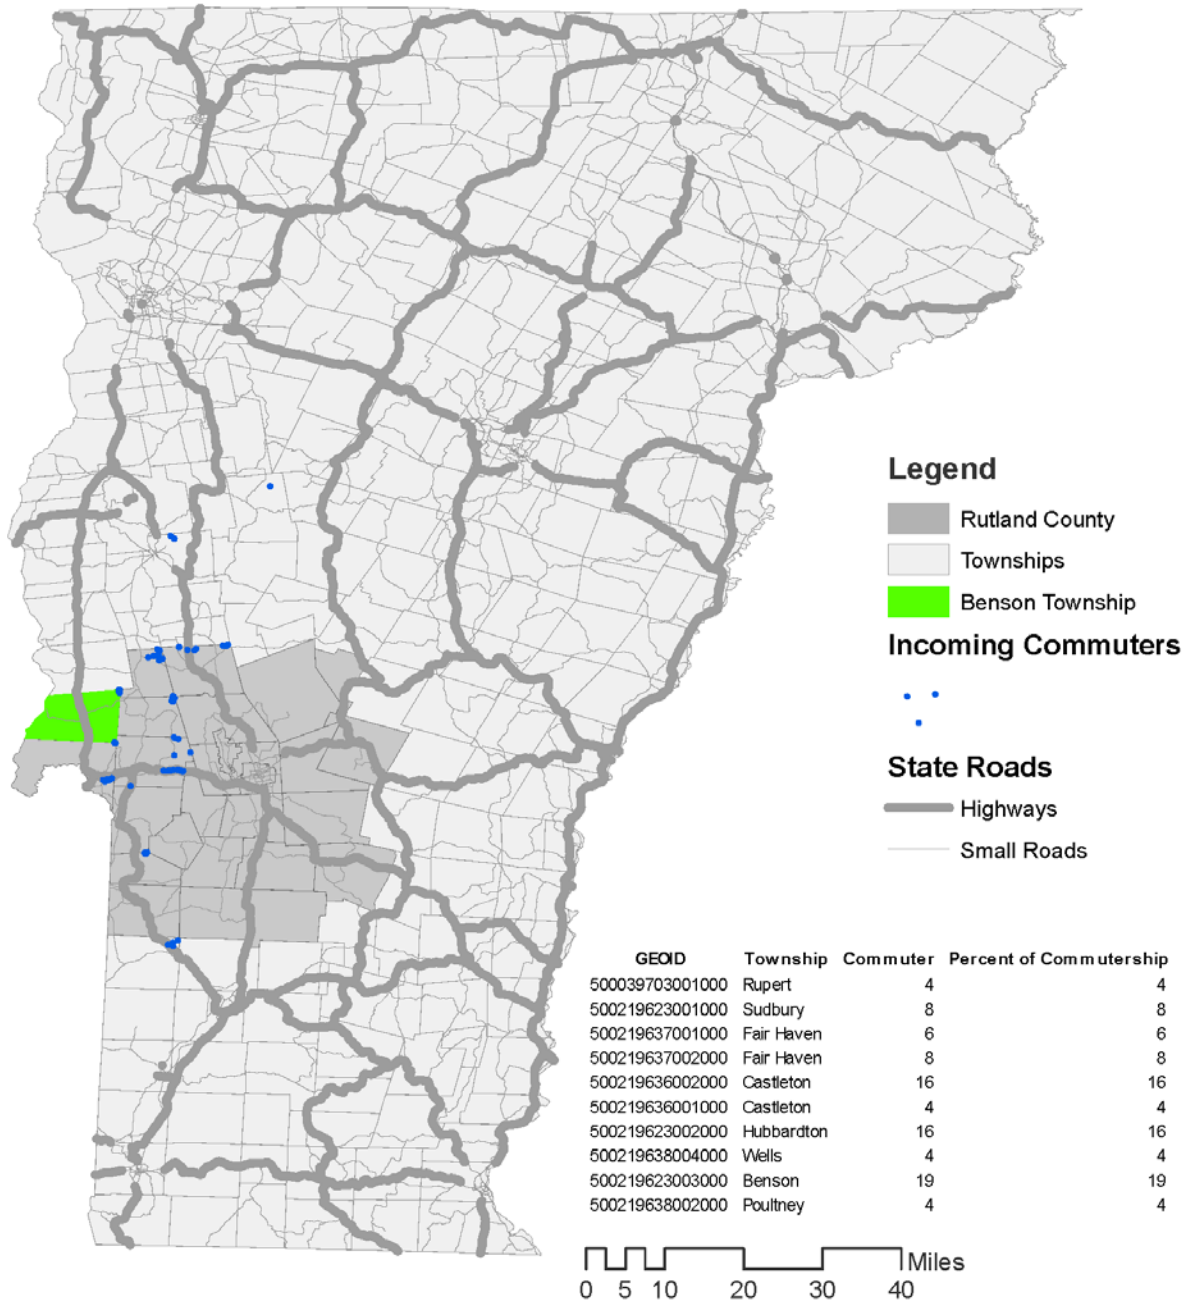 Legend
Rutland County
Townships
Benson Township
Incoming Commuters
State Roads
Highways
Small Roads
GEOID Township Commuter Percent of Commutership
500039703001000 Rupert 4 4
500219623001000 Sudbury 8 8
500219637001000 Fair Haven 6 6
500219637002000 Fair Haven 8 8
500219636002000 Castleton 16 16
500219636001000 Castleton 4 4
500219623002000 Hubbardton 16 16
500219638004000 Wells 4 4
500219623003000 Benson 19 19
500219638002000 Poultney 4 4
Miles
0 5 10 20 30 40